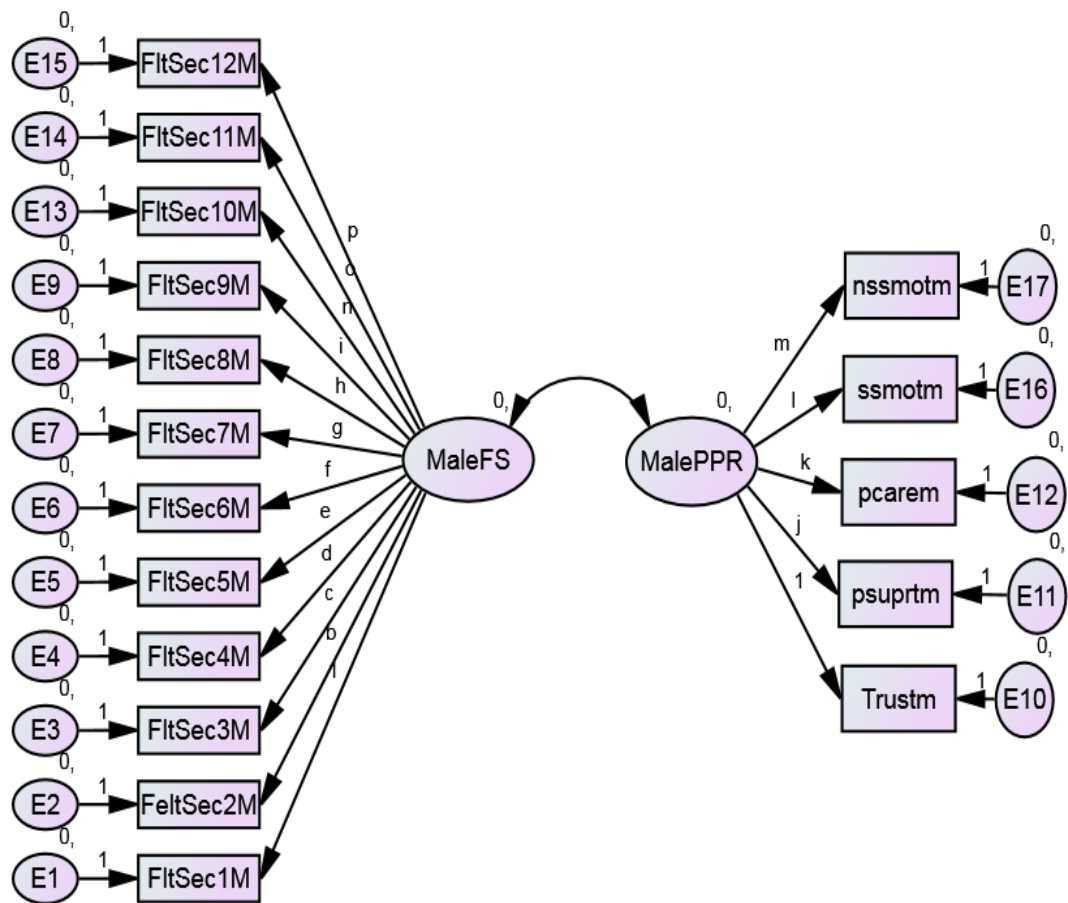 0,
E15 1 FltSec12M
0,
E14 1 FltSec11M
0,
E13 1 FltSec10M
0,
E9 1 FltSec9M
0,
E8 1 FltSec8M
0,
E7 1 FltSec7M
0,
E6 1 FltSec6M
0,
E5 1 FltSec5M
0,
E4 1 FltSec4M
0,
E3 1 FltSec3M
0,
E2 1 FeltSec2M
0,
E1 1 FltSec1M
p
o
n
i
h
g
f
e
d
c
b
0,
MaleFS
0,
MalePPR
m
l
k
j
1
0,
nssmotm 1 E17
0,
ssmotm 1 E16
0,
pcarem 1 E12
0,
psuprtm 1 E11
0,
Trustm 1 E10